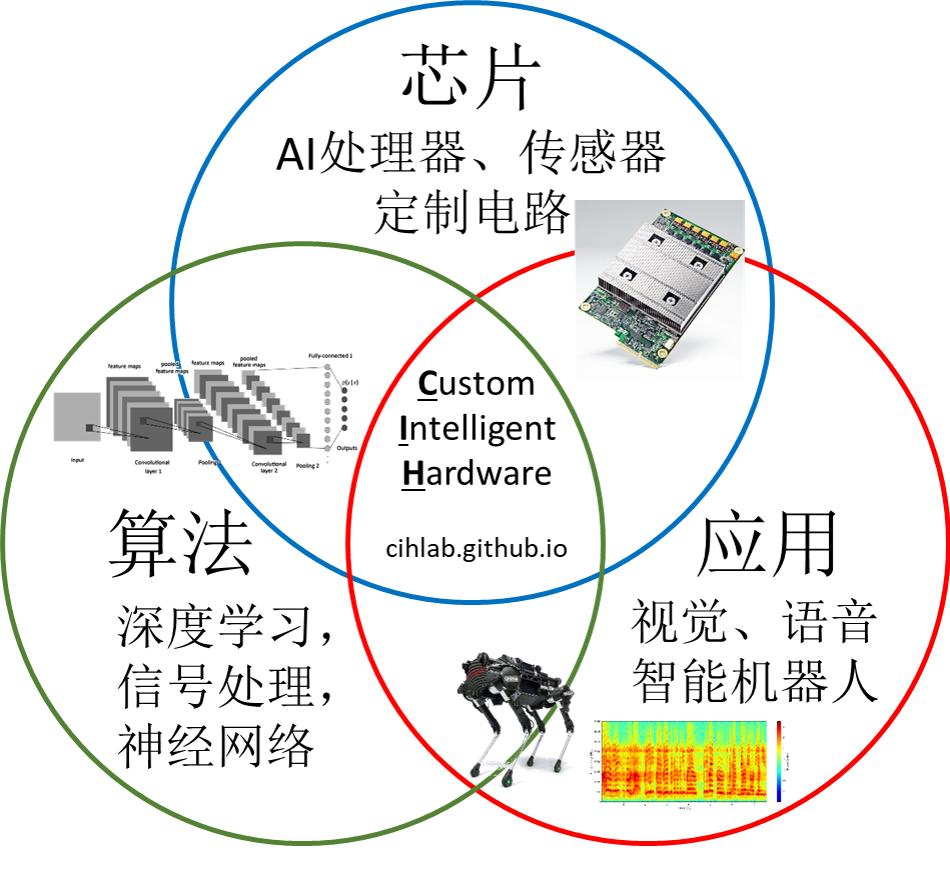 芯片
AI处理器、传感器
定制电路
Custom
Intelligent
Hardware
cihlab.github.io
feature maps
pooled
feature maps
feature maps
pooled
feature maps
Fully-connected 1
Outputs
Input
Convolutional
layer 1
Pooling
Convolutional
layer 2
Pooling 2
算法
深度学习，
信号处理，
神经网络
应用
视觉、语音
智能机器人